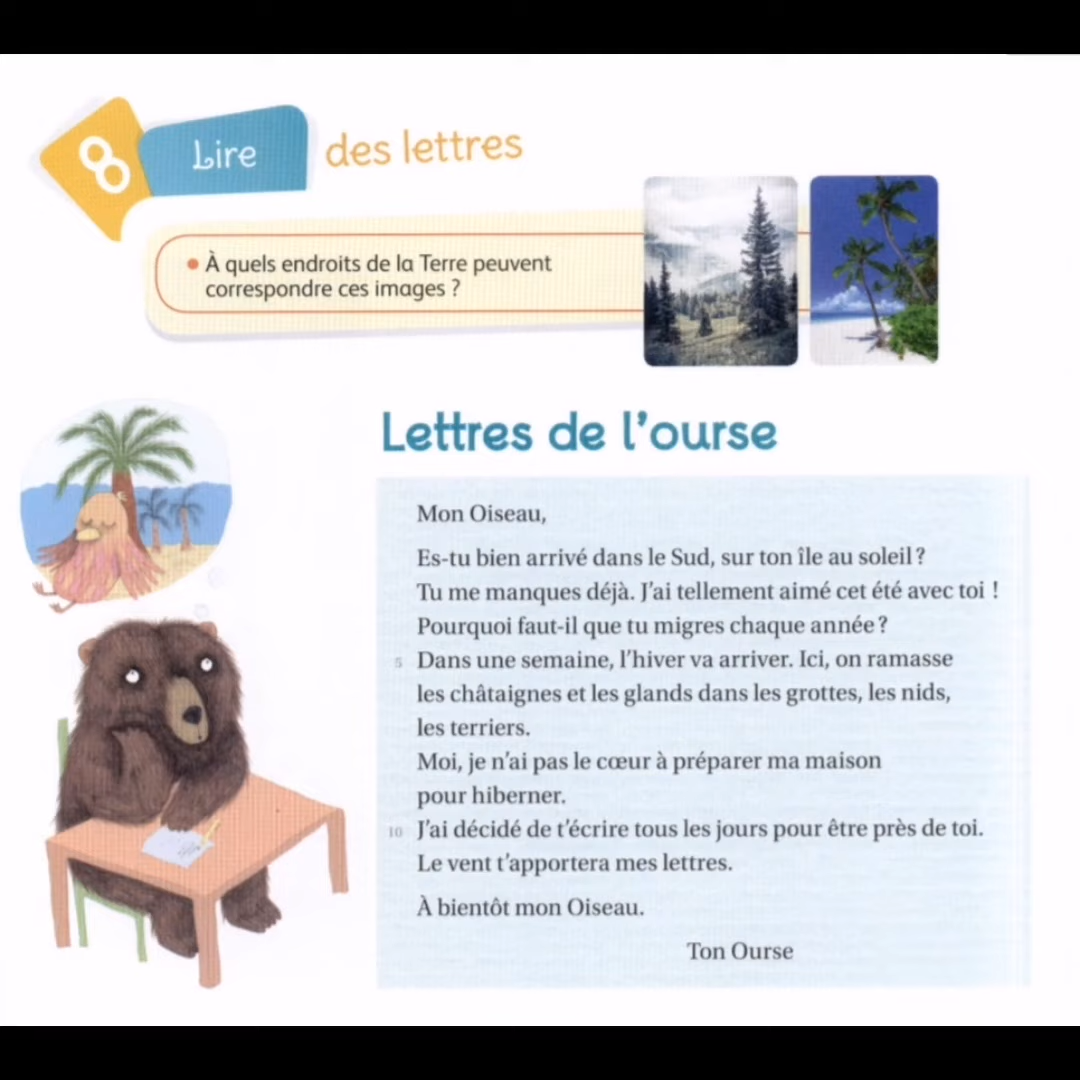 8 Lire des lettres
• À quels endroits de la Terre peuvent
correspondre ces images ?
Lettres de l'ourse
Mon Oiseau,
Es-tu bien arrivé dans le Sud, sur ton île au soleil ?
Tu me manques déjà. J'ai tellement aimé cet été avec toi !
Pourquoi faut-il que tu migres chaque année ?
5 Dans une semaine, l'hiver va arriver. Ici, on ramasse
les châtaignes et les glands dans les grottes, les nids,
les terriers.
Moi, je n'ai pas le cœur à préparer ma maison
pour hiberner.
10 J'ai décidé de t'écrire tous les jours pour être près de toi.
Le vent t'apportera mes lettres.
À bientôt mon Oiseau.
Ton Ourse